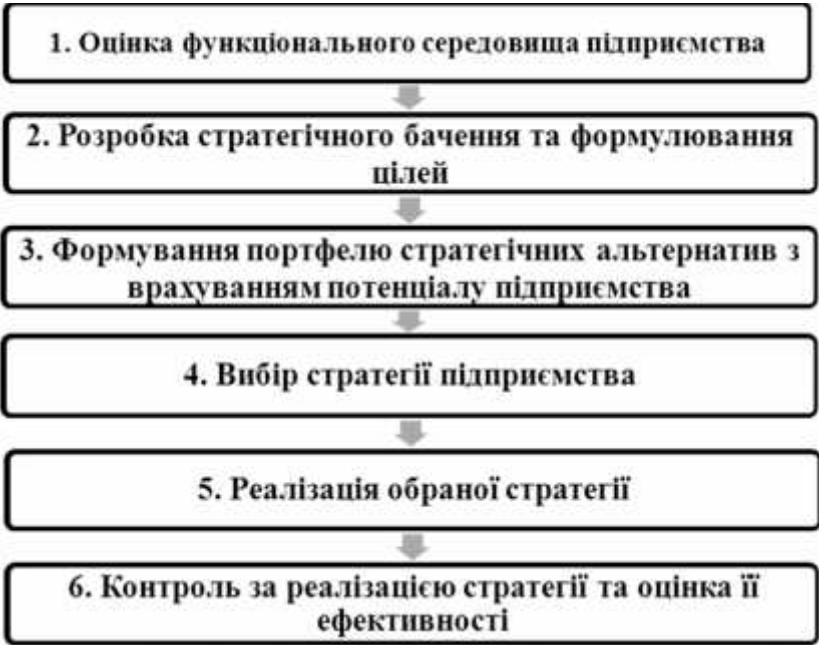 1. Оцінка функціонального середовища підприємства
2. Розробка стратегічного бачення та формулювання
цілей
3. Формування портфелю стратегічних альтернатив з
врахуванням потенціалу підприємства
4. Вибір стратегії підприємства
5. Реалізація обраної стратегії
6. Контроль за реалізацією стратегії та оцінка її
ефективності